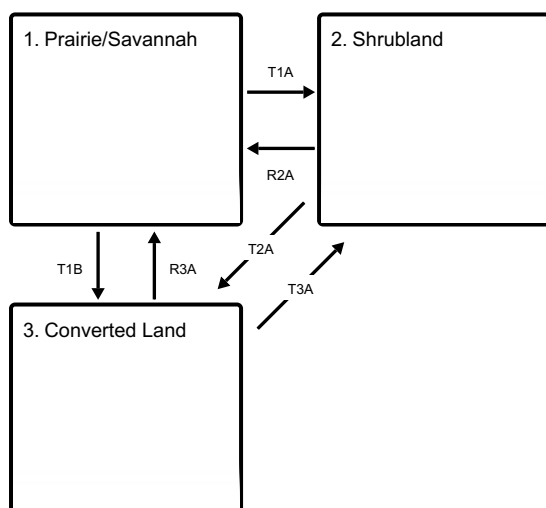 1. Prairie/Savannah
2. Shrubland
T1A
R2A
T2A
T1B
R3A
T3A
3. Converted Land